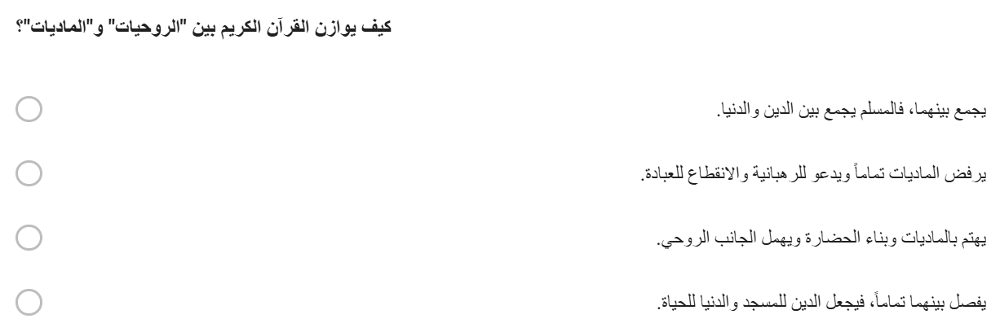 كيف يوازن القرآن الكريم بين "الروحيات" و"الماديات"؟
يجمع بينهما، فالمسلم يجمع بين الدين والدنيا.
يرفض الماديات تماماً ويدعو للرهبانية والانقطاع للعبادة.
يهتم بالماديات وبناء الحضارة ويهمل الجانب الروحي.
يفصل بينهما تماماً، فيجعل الدين للمسجد والدنيا للحياة.